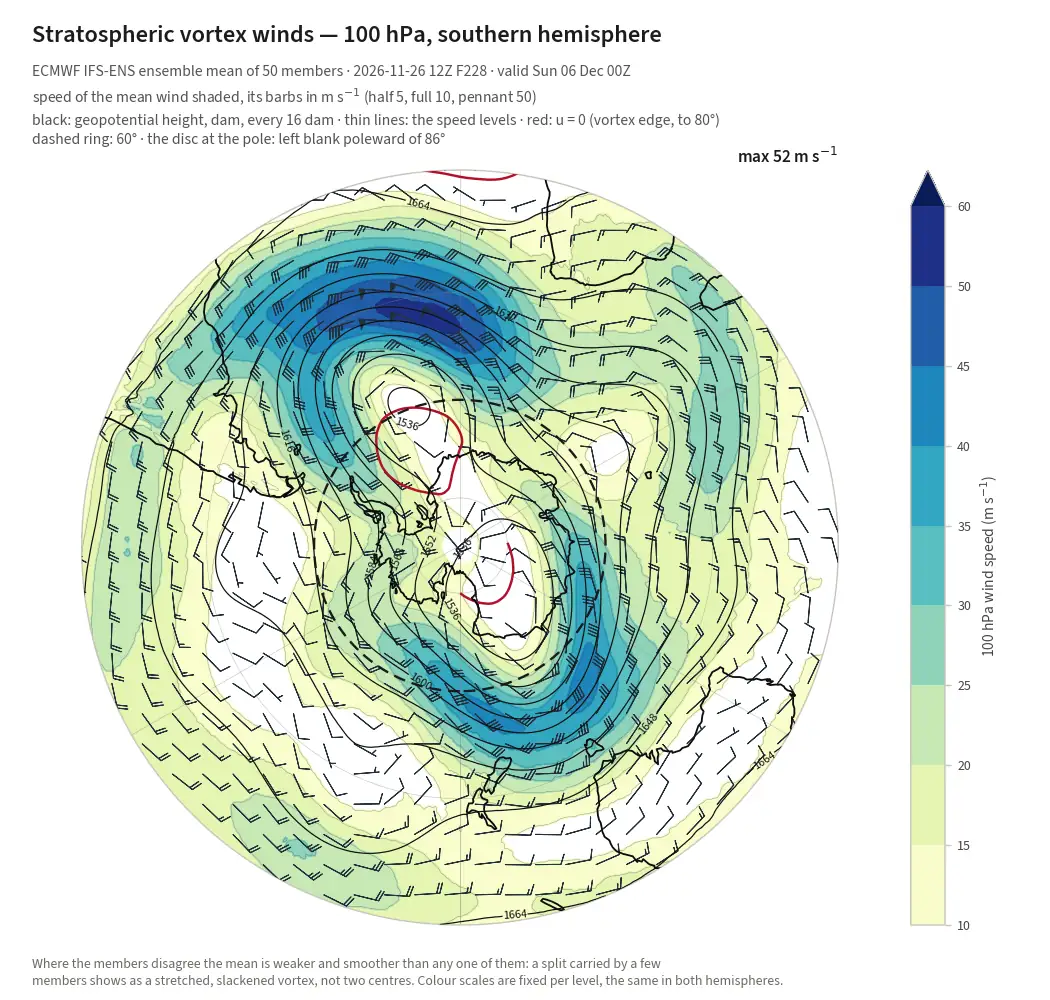 Stratospheric vortex winds — 100 hPa, southern hemisphere
ECMWF IFS-ENS ensemble mean of 50 members · 2026-11-26 12Z F228 · valid Sun 06 Dec 00Z
speed of the mean wind shaded, its barbs in m s⁻¹ (half 5, full 10, pennant 50)
black: geopotential height, dam, every 16 dam · thin lines: the speed levels · red: u = 0 (vortex edge, to 80°)
dashed ring: 60° · the disc at the pole: left blank poleward of 86°
max 52 m s⁻¹
1664
1536
1616
1552
1536
1600
1648
1664
1664
60
50
45
40
35
30
25
20
15
10
100 hPa wind speed (m s⁻¹)
Where the members disagree the mean is weaker and smoother than any one of them: a split carried by a few
members shows as a stretched, slackened vortex, not two centres. Colour scales are fixed per level, the same in both hemispheres.